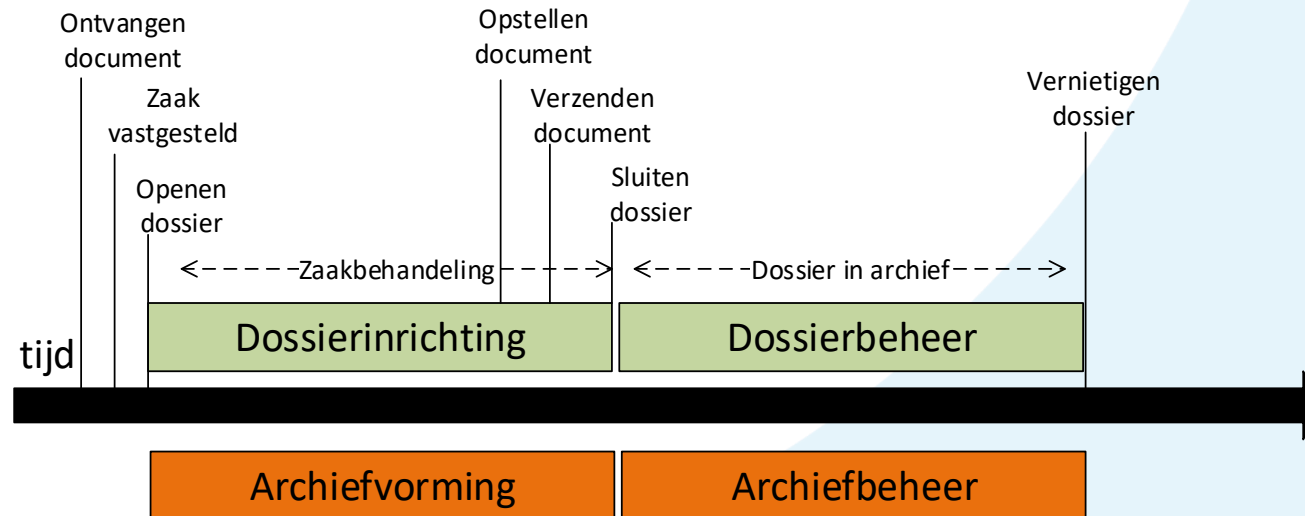 Ontvangen
document
Zaak
vastgesteld
Openen
dossier
Opstellen
document
Verzenden
document
Sluiten
dossier
Vernietigen
dossier
Zaakbehandeling
Dossier in archief
Dossierinrichting
Dossierbeheer
tijd
Archiefvorming
Archiefbeheer